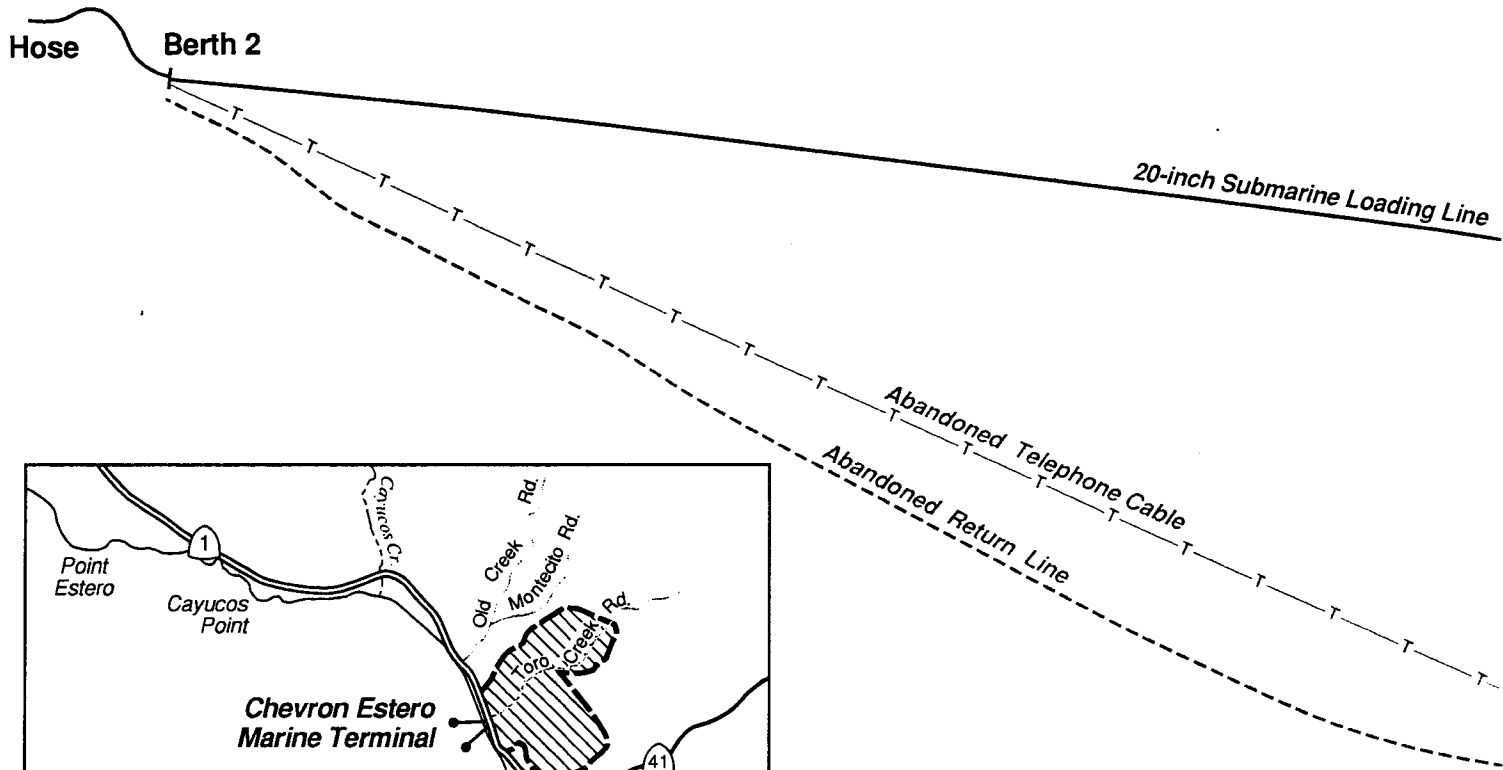 Hose
Berth 2
20-inch Submarine Loading Line
T T T T T T T T T T T T T T T T T T
Abandoned Telephone Cable
Abandoned Return Line
Cayucos Cr.
Old Creek Rd.
Montecito Rd.
1
Point
Estero
Cayucos
Point
Toro Creek Rd.
Chevron Estero
Marine Terminal
41